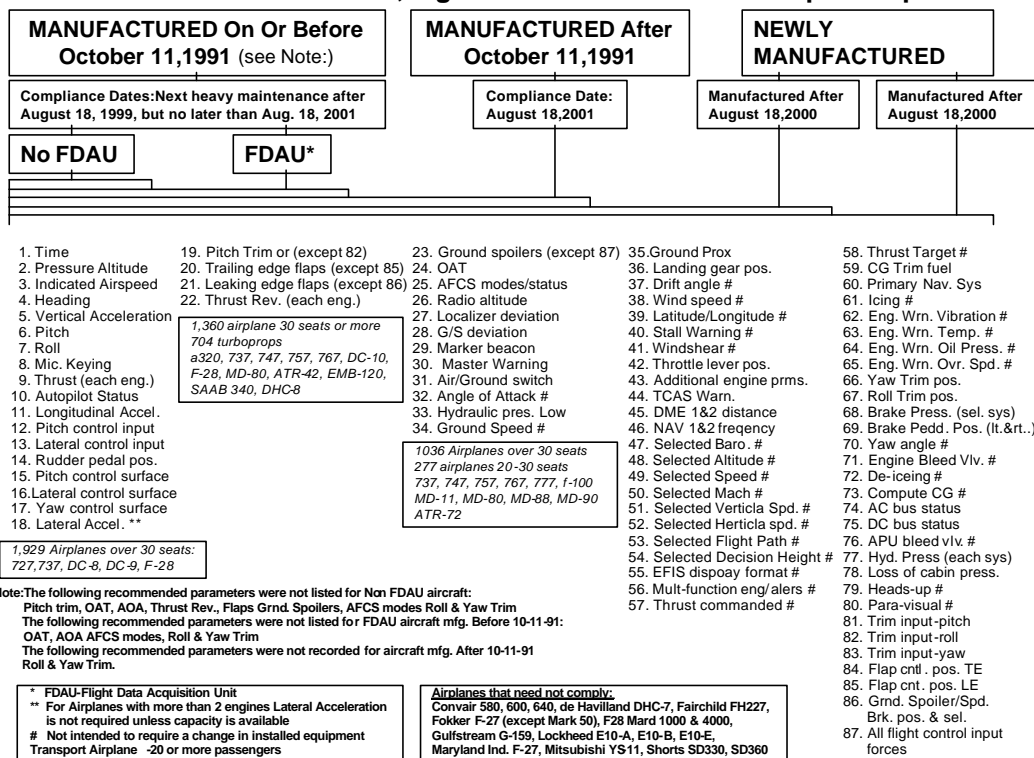 MANUFACTURED On Or Before
October 11,1991 (see Note:)
MANUFACTURED After
October 11,1991
NEWLY
MANUFACTURED
Compliance Dates:Next heavy maintenance after
August 18, 1999, but no later than Aug. 18, 2001
Compliance Date:
August 18,2001
Manufactured After
August 18,2000
Manufactured After
August 18,2000
No FDAU
FDAU*
1. Time
2. Pressure Altitude
3. Indicated Airspeed
4. Heading
5. Vertical Acceleration
6. Pitch
7. Roll
8. Mic. Keying
9. Thrust (each eng.)
10. Autopilot Status
11. Longitudinal Accel.
12. Pitch control input
13. Lateral control input
14. Rudder pedal pos.
15. Pitch control surface
16.Lateral control surface
17. Yaw control surface
18. Lateral Accel. **
1,929 Airplanes over 30 seats:
727,737, DC-8, DC-9, F-28
19. Pitch Trim or (except 82)
20. Trailing edge flaps (except 85)
21. Leaking edge flaps (except 86)
22. Thrust Rev. (each eng.)
1,360 airplane 30 seats or more
704 turboprops
a320, 737, 747, 757, 767, DC-10,
F-28, MD-80, ATR-42, EMB-120,
SAAB 340, DHC-8
23. Ground spoilers (except 87)
24. OAT
25. AFCS modes/status
26. Radio altitude
27. Localizer deviation
28. G/S deviation
29. Marker beacon
30. Master Warning
31. Air/Ground switch
32. Angle of Attack #
33. Hydraulic pres. Low
34. Ground Speed #
1036 Airplanes over 30 seats
277 airplanes 20-30 seats
737, 747, 757, 767, 777, f-100
MD-11, MD-80, MD-88, MD-90
ATR-72
35.Ground Prox
36. Landing gear pos.
37. Drift angle #
38. Wind speed #
39. Latitude/Longitude #
40. Stall Warning #
41. Windshear #
42. Throttle lever pos.
43. Additional engine prms.
44. TCAS Warn.
45. DME 1&2 distance
46. NAV 1&2 freqency
47. Selected Baro. #
48. Selected Altitude #
49. Selected Speed #
50. Selected Mach #
51. Selected Verticla Spd. #
52. Selected Herticla spd. #
53. Selected Flight Path #
54. Selected Decision Height #
55. EFIS dispoay format #
56. Mult-function eng/alers #
57. Thrust commanded #
58. Thrust Target #
59. CG Trim fuel
60. Primary Nav. Sys
61. Icing #
62. Eng. Wrn. Vibration #
63. Eng. Wrn. Temp. #
64. Eng. Wrn. Oil Press. #
65. Eng. Wrn. Ovr. Spd. #
66. Yaw Trim pos.
67. Roll Trim pos.
68. Brake Press. (sel. sys)
69. Brake Pedd. Pos. (lt.&rt..)
70. Yaw angle #
71. Engine Bleed Vlv. #
72. De-iceing #
73. Compute CG #
74. AC bus status
75. DC bus status
76. APU bleed vlv. #
77. Hyd. Press (each sys)
78. Loss of cabin press.
79. Heads-up #
80. Para-visual #
81. Trim input-pitch
82. Trim input-roll
83. Trim input-yaw
84. Flap cntl. pos. TE
85. Flap cnt. pos. LE
86. Grnd. Spoiler/Spd.
Brk. pos. & sel.
87. All flight control input
forces
Note:The following recommended parameters were not listed for Non FDAU aircraft:
Pitch trim, OAT, AOA, Thrust Rev., Flaps Grnd. Spoilers, AFCS modes Roll & Yaw Trim
The following recommended parameters were not listed for FDAU aircraft mfg. Before 10-11-91:
OAT, AOA AFCS modes, Roll & Yaw Trim
The following recommended parameters were not recorded for aircraft mfg. After 10-11-91
Roll & Yaw Trim.
* FDAU-Flight Data Acquisition Unit
** For Airplanes with more than 2 engines Lateral Acceleration
is not required unless capacity is available
# Not intended to require a change in installed equipment
Transport Airplane -20 or more passengers
Airplanes that need not comply:
Convair 580, 600, 640, de Havilland DHC-7, Fairchild FH227,
Fokker F-27 (except Mark 50), F28 Mard 1000 & 4000,
Gulfstream G-159, Lockheed E10-A, E10-B, E10-E,
Maryland Ind. F-27, Mitsubishi YS-11, Shorts SD330, SD360